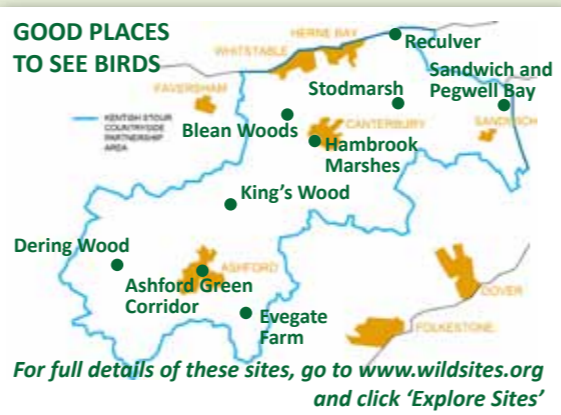 GOOD PLACES
TO SEE BIRDS
HERNE BAY
WHITSTABLE
Reculver
FAVERSHAM
Stodmarsh
Sandwich and
Pegwell Bay
KENTISH STOUR
COUNTRYSIDE
PARTNERSHIP
AREA
Blean Woods
CANTERBURY
SANDWICH
Hambrook
Marshes
King's Wood
Dering Wood
ASHFORD
Ashford Green
Corridor
Evegate
Farm
DOVER
FOLKESTONE
For full details of these sites, go to www.wildsites.org
and click ‘Explore Sites’